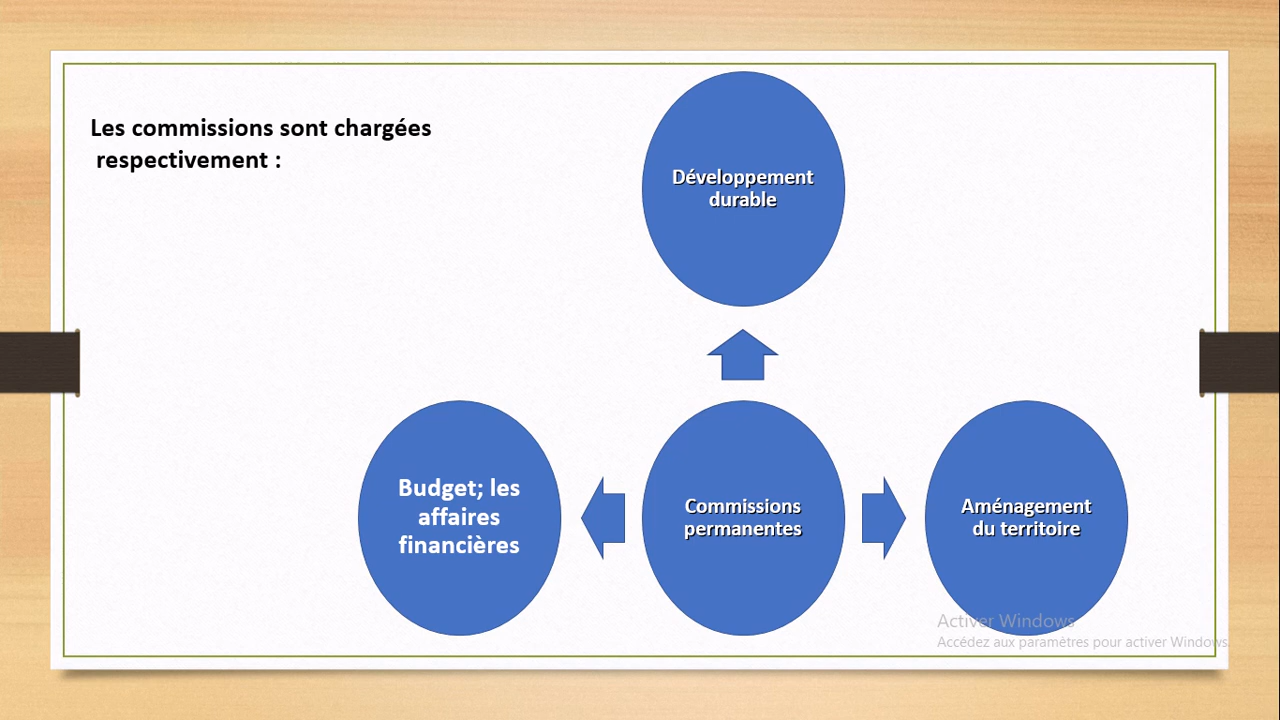 Les commissions sont chargées
respectivement :
Développement
durable
Budget; les
affaires
financières
Commissions
permanentes
Aménagement
du territoire
Activer Windows
Accédez aux paramètres pour activer Windows.